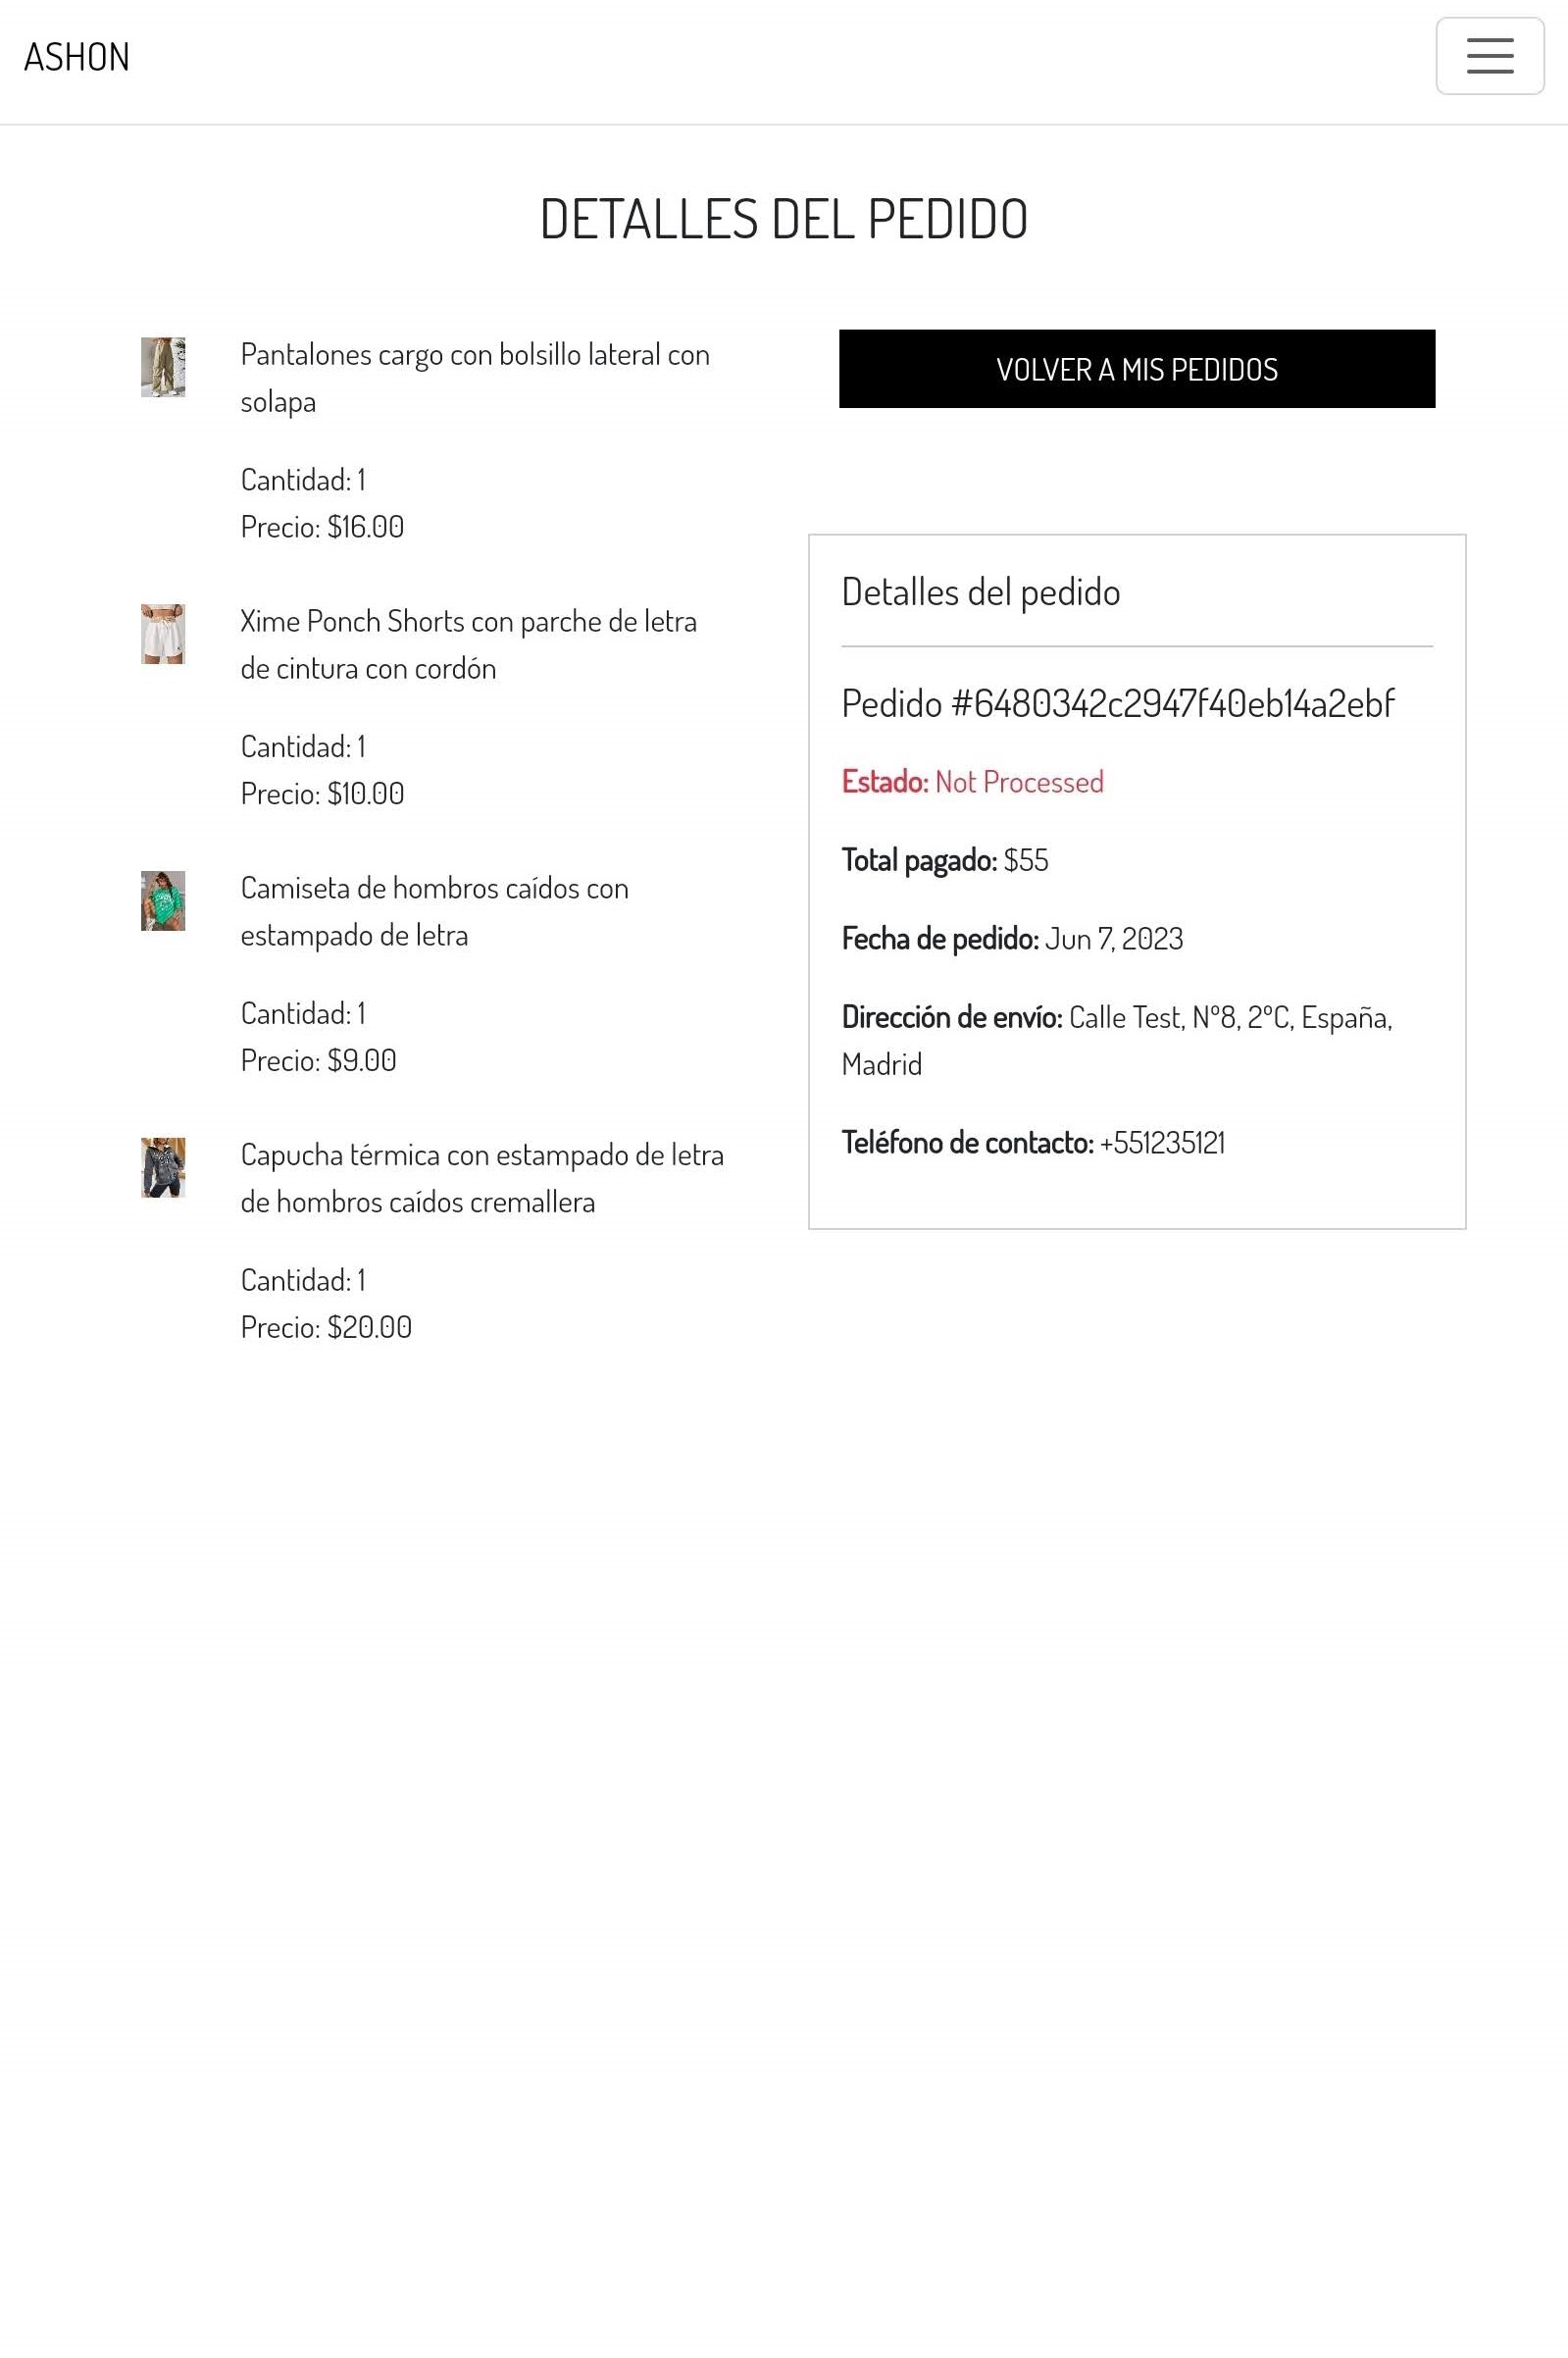 ASHON
DETALLES DEL PEDIDO
Pantalones cargo con bolsillo lateral con
solapa
Cantidad: 1
Precio: $16.00
Xime Ponch Shorts con parche de letra
de cintura con cordón
Cantidad: 1
Precio: $10.00
Camiseta de hombros caídos con
estampado de letra
Cantidad: 1
Precio: $9.00
Capucha térmica con estampado de letra
de hombros caídos cremallera
Cantidad: 1
Precio: $20.00
VOLVER A MIS PEDIDOS
Detalles del pedido
Pedido #6480342c2947f40eb14a2ebf
Estado: Not Processed
Total pagado: $55
Fecha de pedido: Jun 7, 2023
Dirección de envío: Calle Test, Nº8, 2ºC, España,
Madrid
Teléfono de contacto: +551235121